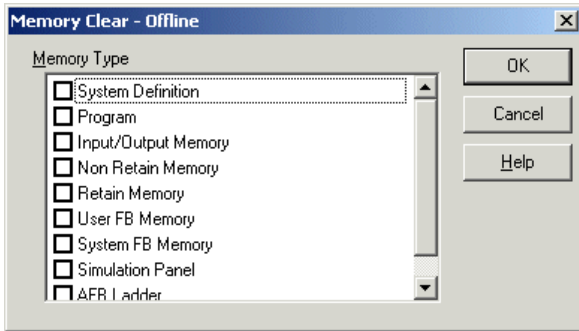 Memory Clear - Offline
Memory Type
System Definition
Program
Input/Output Memory
Non Retain Memory
Retain Memory
User FB Memory
System FB Memory
Simulation Panel
AFB Ladder
OK
Cancel
Help